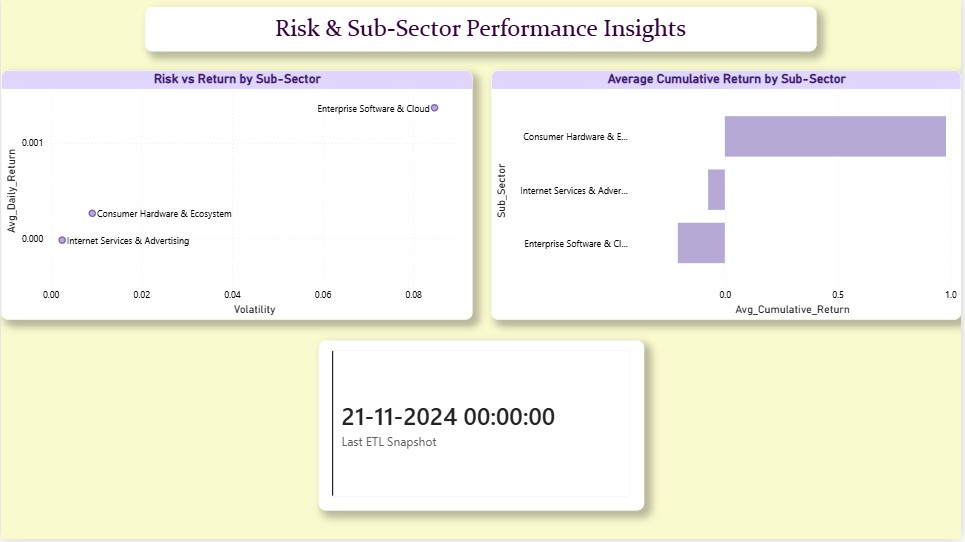 Risk & Sub-Sector Performance Insights
Risk vs Return by Sub-Sector
Enterprise Software & Cloud
0.001
Avg_Daily_Return
Consumer Hardware & Ecosystem
0.000
Internet Services & Advertising
0.00 0.02 0.04 0.06 0.08
Volatility
Average Cumulative Return by Sub-Sector
Consumer Hardware & E...
Sub_Sector
Internet Services & Adver...
Enterprise Software & Cl...
0.0 0.5 1.0
Avg_Cumulative_Return
21-11-2024 00:00:00
Last ETL Snapshot